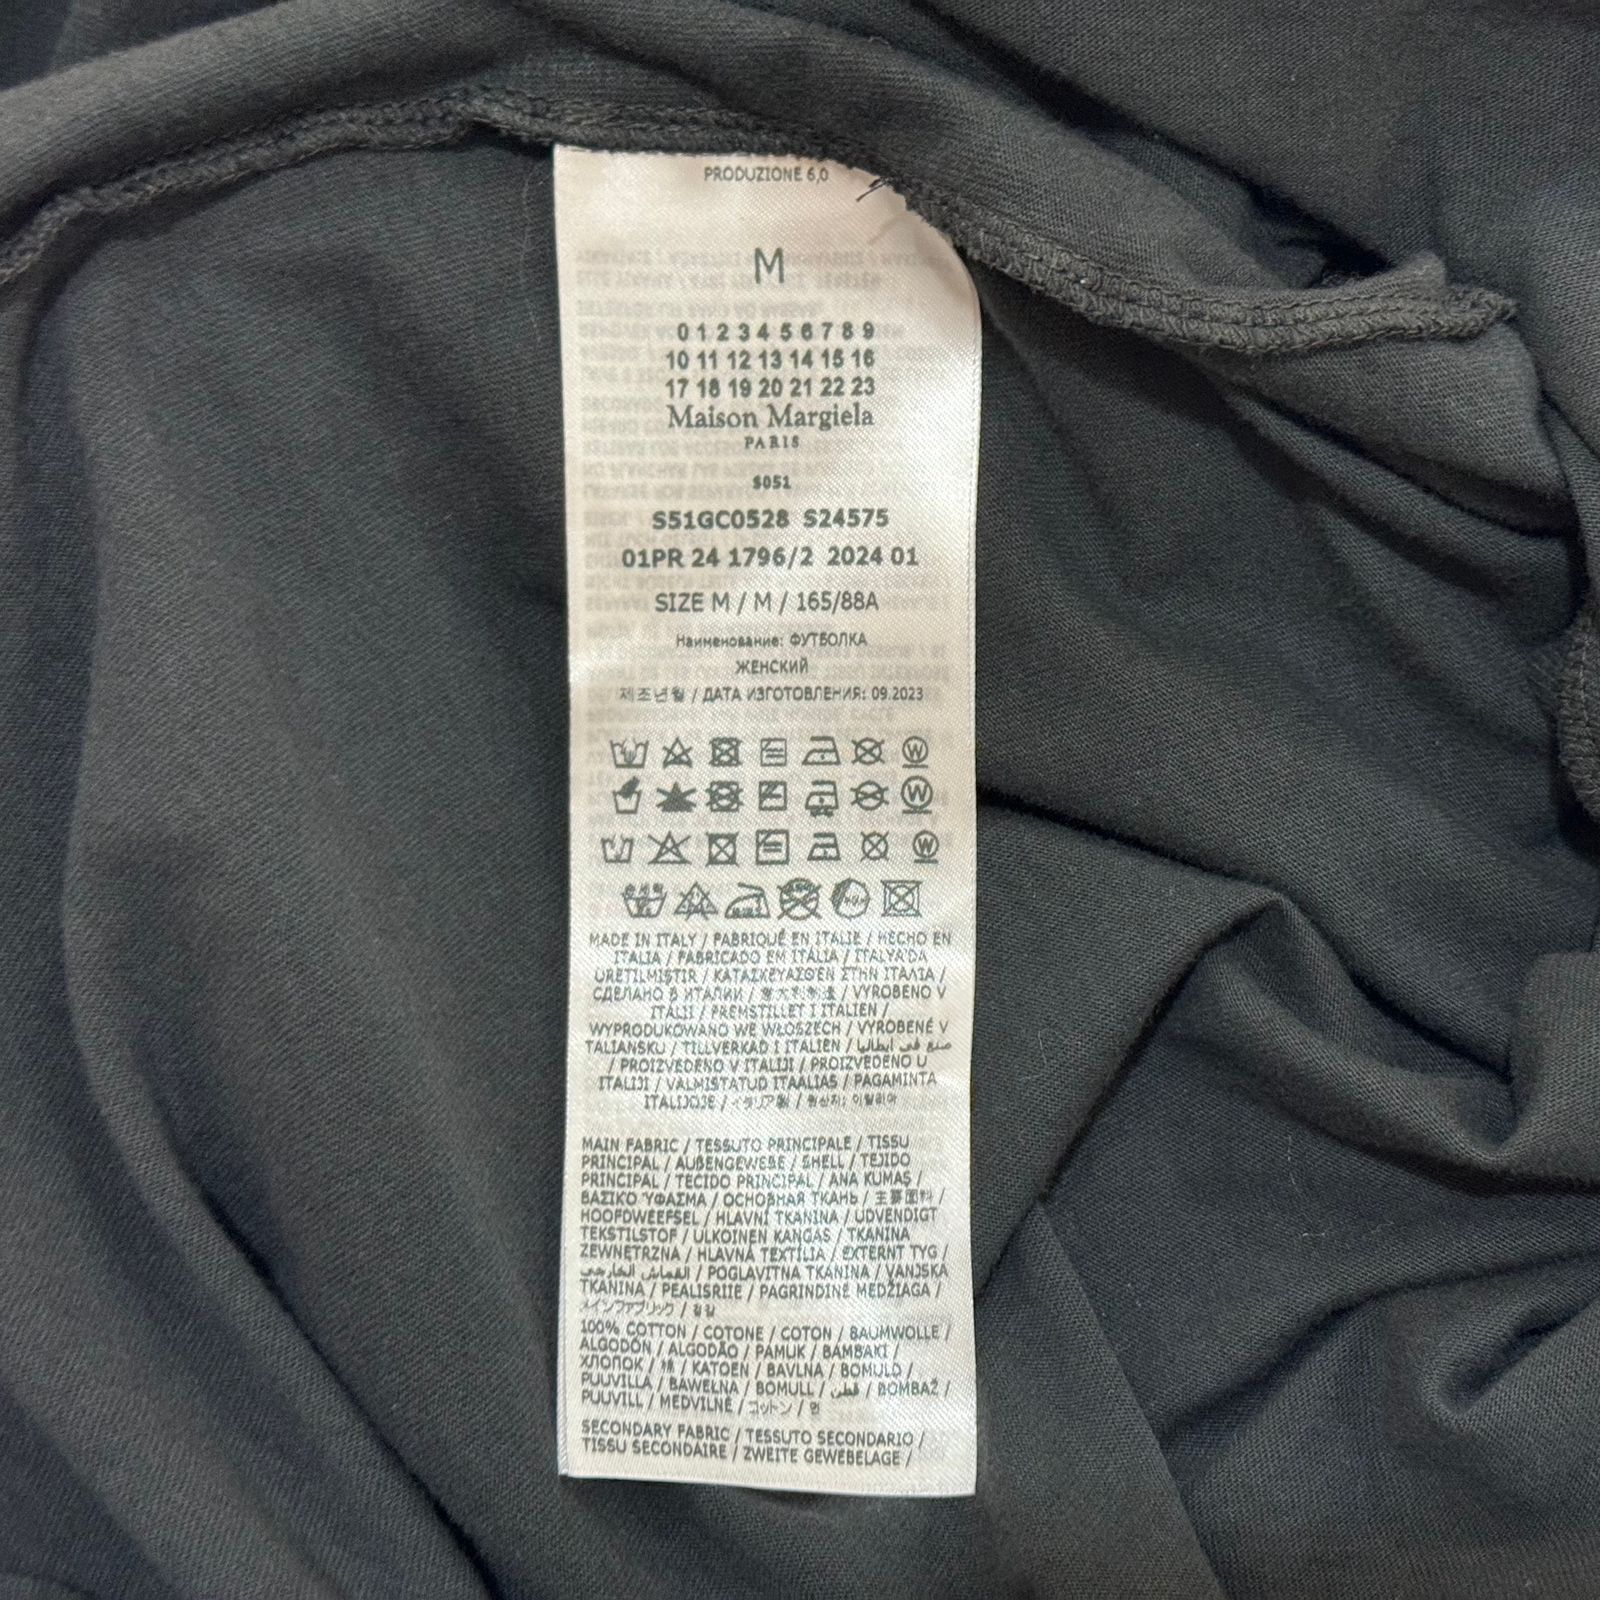 PRODUZIONE 6,0
M
0 1 2 3 4 5 6 7 8 9
10 11 12 13 14 15 16
17 18 19 20 21 22 23
Maison Margiela
PARIS
S051
S51GC0528 S24575
01PR 24 1796/2 2024 01
SIZE M / M / 165/88A
Наименование: ФУТБОЛКА
ЖЕНСКИЙ
제조년월 / ДАТА ИЗГОТОВЛЕНИЯ: 09.2023
MADE IN ITALY / FABRIQUÉ EN ITALIE / HECHO EN
ITALIA / FABRICADO EM ITALIA / ITALYA'DA
ÜRETILMIŞTIR / ΚΑΤΑΣΚΕΥΑΣΘΕΝ ΣΤΗΝ ΙΤΑΛΙΑ /
СДЕЛАНО В ИТАЛИИ / 意大利制造 / VYROBENO V
ITALII / FREMSTILLET I ITALIEN /
WYPRODUKOWANO WE WŁOSZECH / VYROBENÉ V
TALIANSKU / TILLVERKAD I ITALIEN / صنع في ايطاليا
/ PROIZVEDENO V ITALIJI / PROIZVEDENO U
ITALIJI / VALMISTATUD ITAALIAS / PAGAMINTA
ITALIJOJE / イタリア製 / 원산지: 이탈리아
MAIN FABRIC / TESSUTO PRINCIPALE / TISSU
PRINCIPAL / AUßENGEWEBE / SHELL / TEJIDO
PRINCIPAL / TECIDO PRINCIPAL / ANA KUMAŞ /
ΒΑΣΙΚΟ ΎΦΑΣΜΑ / ОСНОВНАЯ ТКАНЬ / 主要面料 /
HOOFDWEEFSEL / HLAVNÍ TKANINA / UDVENDIGT
TEKSTILSTOF / ULKOINEN KANGAS / TKANINA
ZEWNĘTRZNA / HLAVNÁ TEXTÍLIA / EXTERNT TYG /
القماش الخارجي / POGLAVITNA TKANINA / VANJSKA
TKANINA / PEALISRIIE / PAGRINDINĖ MEDŽIAGA /
メインファブリック / 겉감
100% COTTON / COTONE / COTON / BAUMWOLLE /
ALGODÓN / ALGODÃO / PAMUK / BAMBAKI /
ХЛОПОК / 棉 / KATOEN / BAVLNA / BOMULD /
PUUVILLA / BAWEŁNA / BOMULL / قطن / BOMBAŽ /
PUUVILL / MEDVILNĖ / コットン / 면
SECONDARY FABRIC / TESSUTO SECONDARIO /
TISSU SECONDAIRE / ZWEITE GEWEBELAGE /